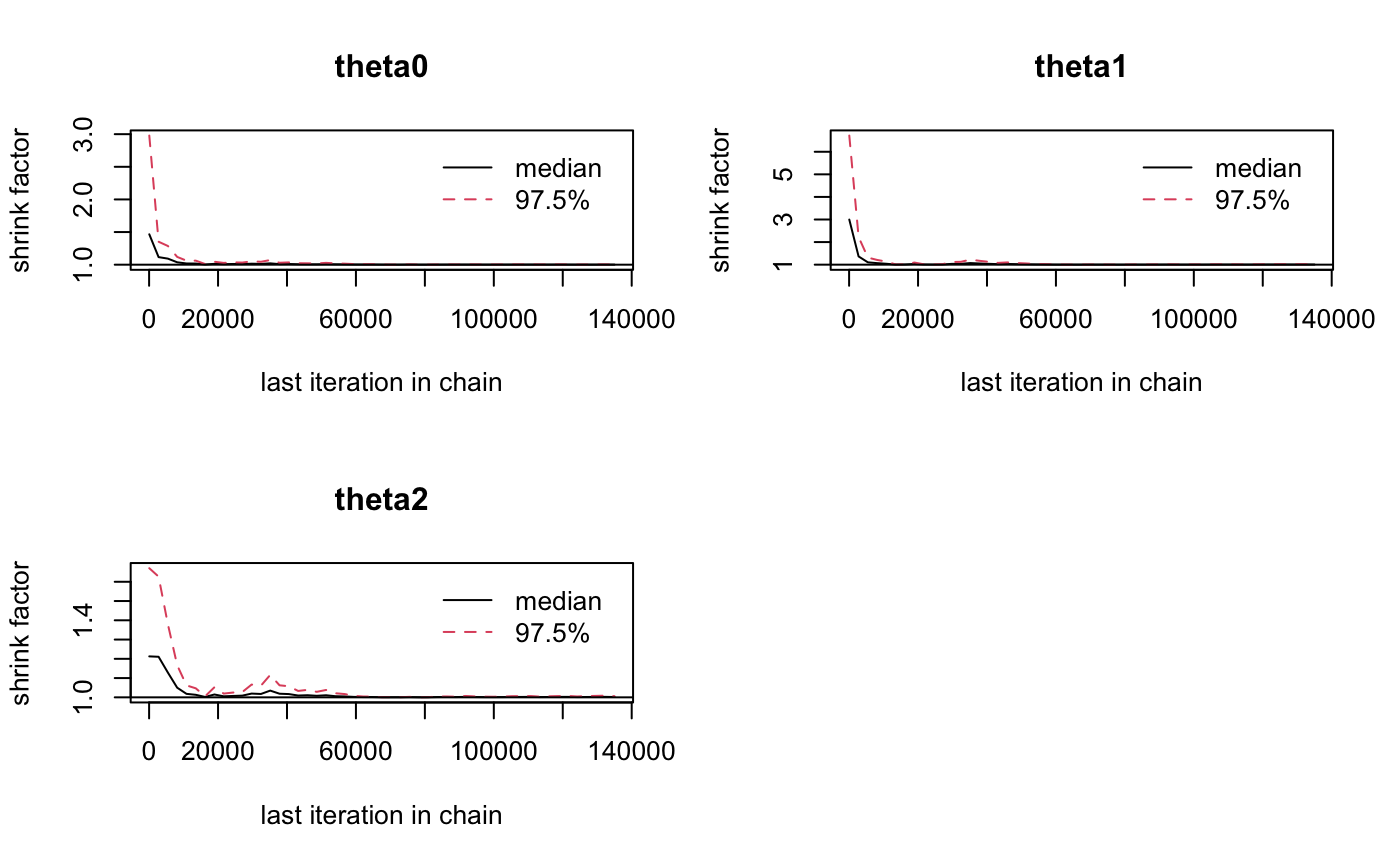 theta0
shrink factor
1.0 2.0 3.0
median
97.5%
0 20000 60000 100000 140000
last iteration in chain
theta1
shrink factor
1 3 5
median
97.5%
0 20000 60000 100000 140000
last iteration in chain
theta2
shrink factor
1.0 1.4
median
97.5%
0 20000 60000 100000 140000
last iteration in chain